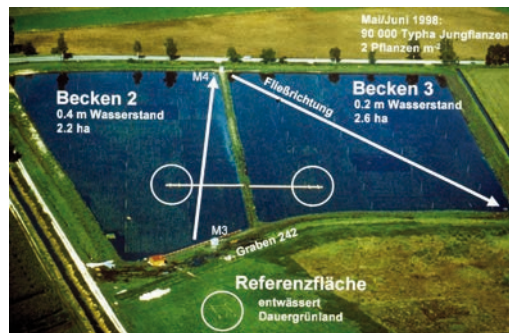 Mai/Juni 1998:
90 000 Typha Jungflanzen
2 Pflanzen m⁻²
M4
Becken 2
0.4 m Wasserstand
2.2 ha
Fließrichtung
Becken 3
0.2 m Wasserstand
2.6 ha
M3
Graben 242
Referenzfläche
entwässert
Dauergrünland